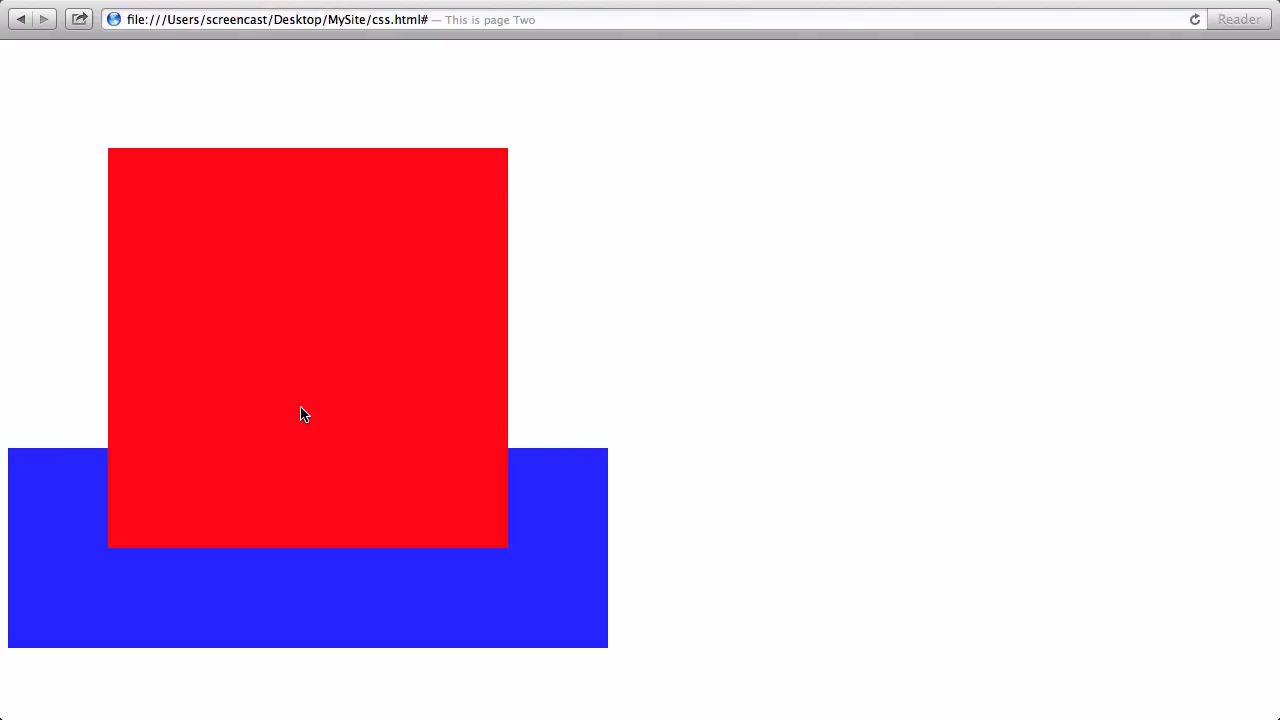 file:///Users/screencast/Desktop/MySite/css.html# — This is page Two
Reader